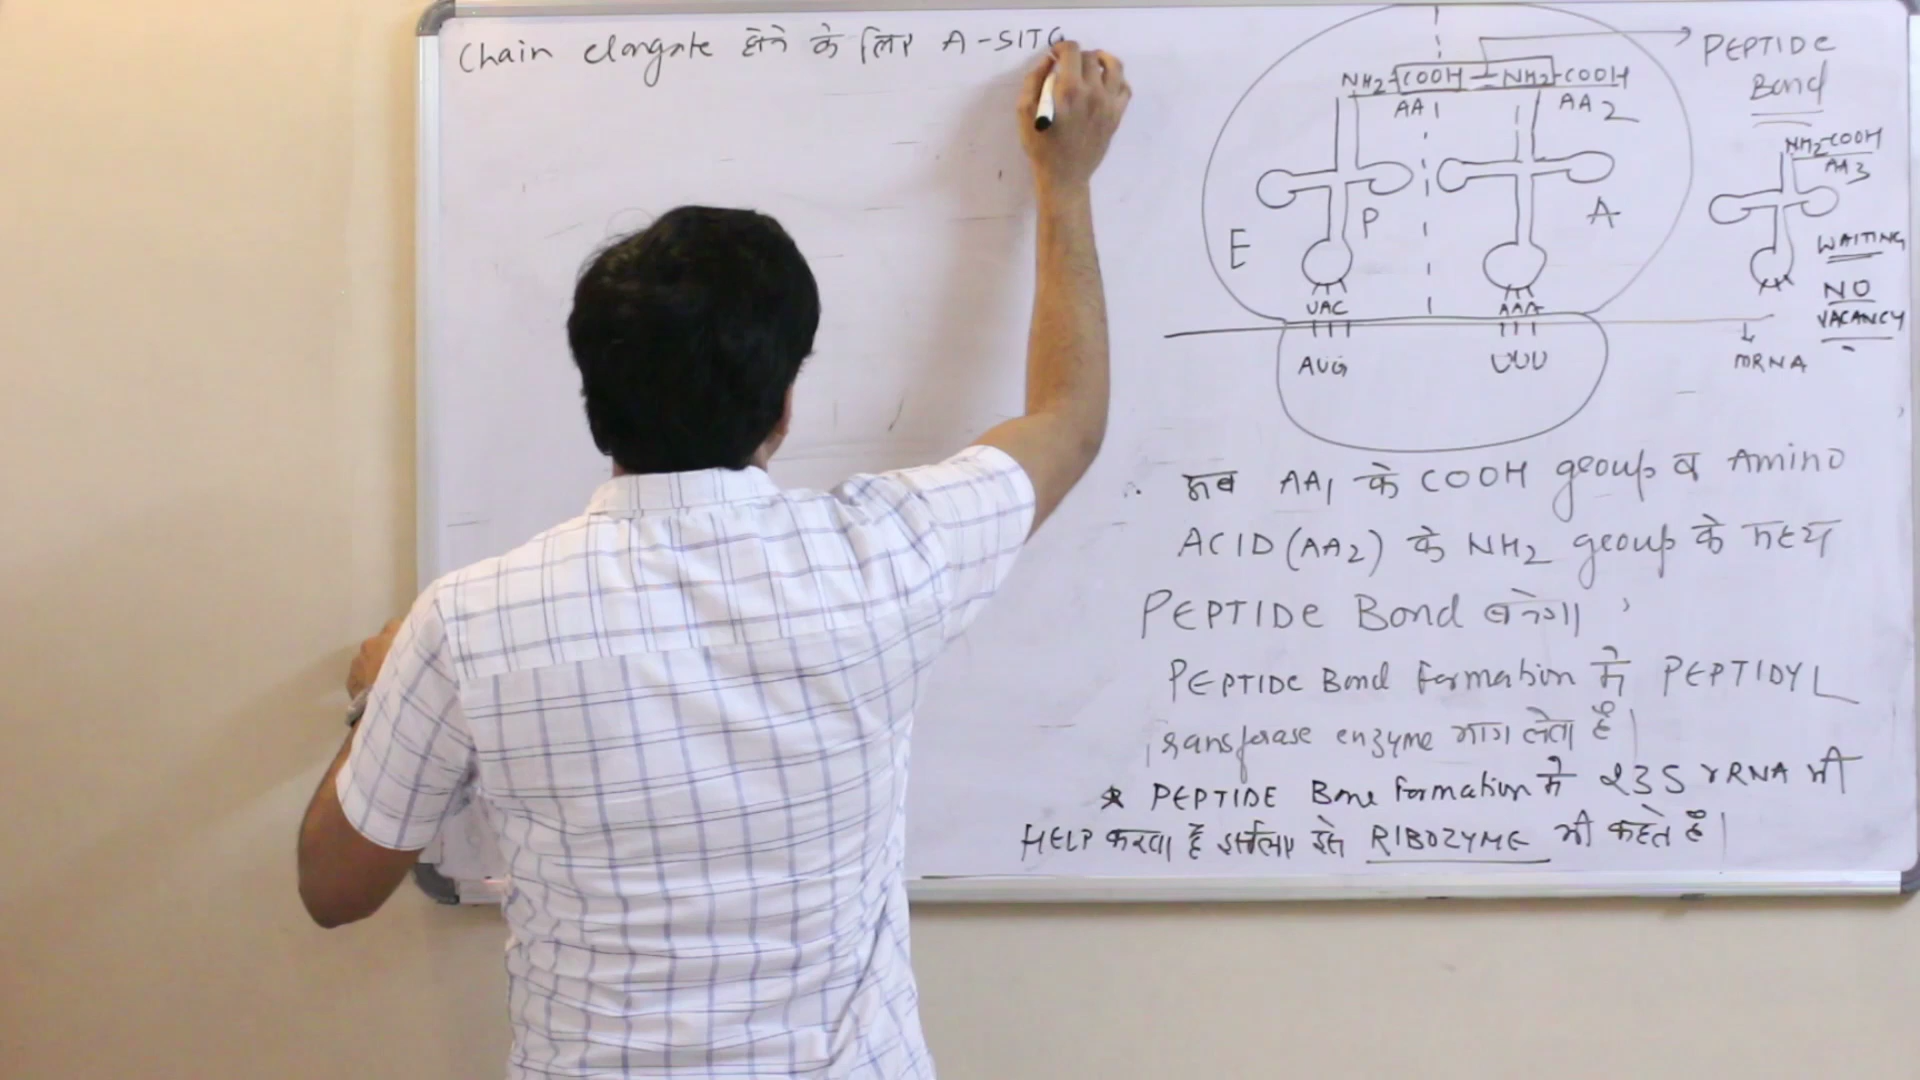 Chain elongate होने के लिए A-SITE
PEPTIDE
Bond
NH2-COOH-NH2-COOH
AA1
AA2
NH2-COOH
AA3
E
P
A
WAITING
NO
VACANCY
UAC
AAA
AUG
UUU
mRNA
∴ अब AA1 के COOH group व Amino
ACID (AA2) के NH2 group के मध्य
PEPTIDE Bond बनेगा,
PEPTIDE Bond formation में PEPTIDYL
transferase enzyme भाग लेता है।
* PEPTIDE Bone formation में 23S rRNA भी
HELP करता है इसलिए इसे RIBOZYME भी कहते है।